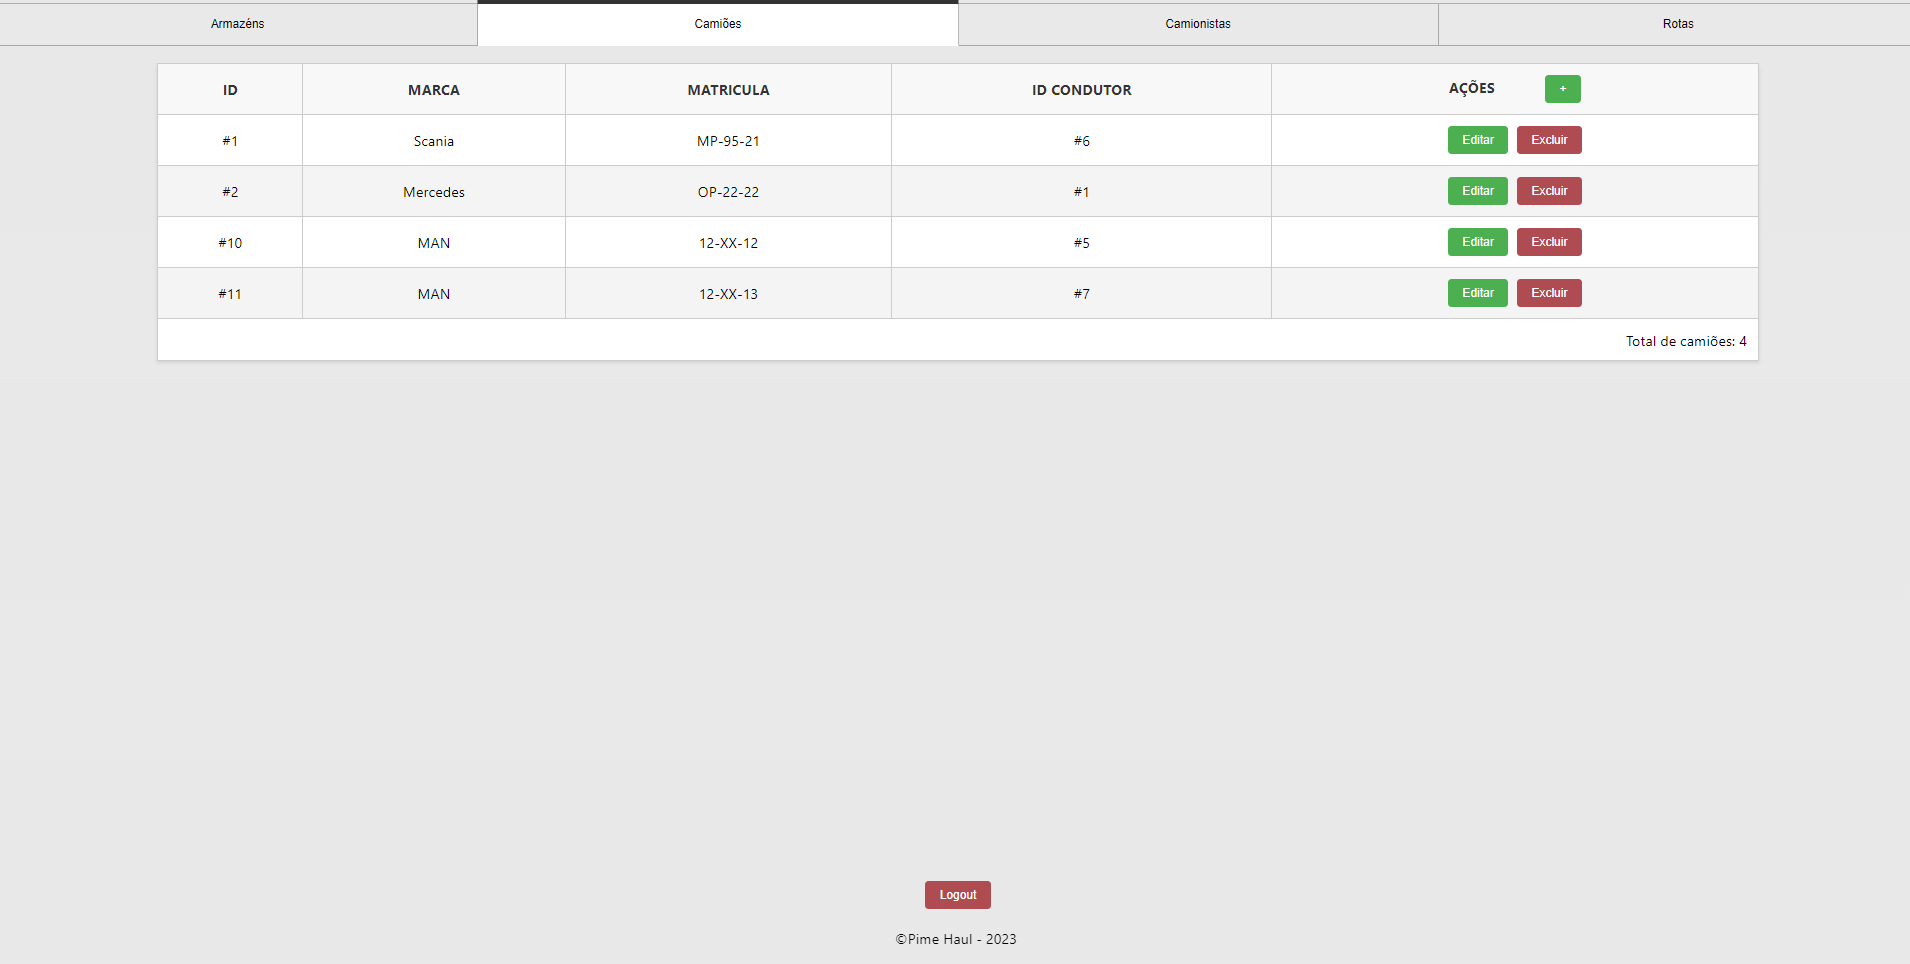 Armazéns Camiões Camionistas Rotas
ID MARCA MATRICULA ID CONDUTOR AÇÕES +
#1 Scania MP-95-21 #6 Editar Excluir
#2 Mercedes OP-22-22 #1 Editar Excluir
#10 MAN 12-XX-12 #5 Editar Excluir
#11 MAN 12-XX-13 #7 Editar Excluir
Total de camiões: 4
Logout
©Pime Haul - 2023